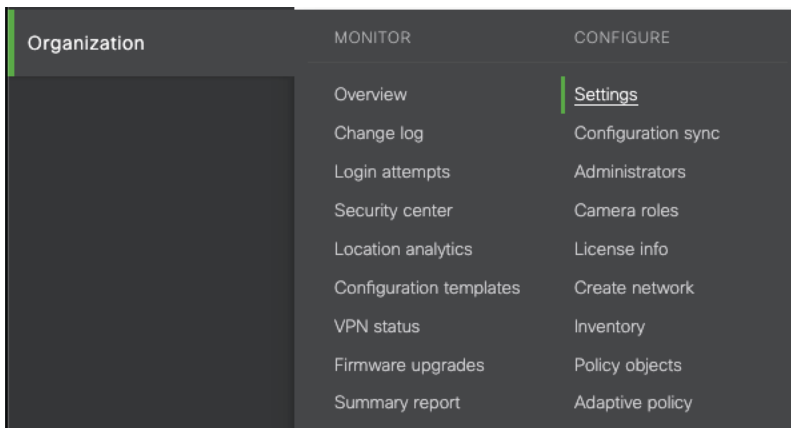 Organization
MONITOR
Overview
Change log
Login attempts
Security center
Location analytics
Configuration templates
VPN status
Firmware upgrades
Summary report
CONFIGURE
Settings
Configuration sync
Administrators
Camera roles
License info
Create network
Inventory
Policy objects
Adaptive policy